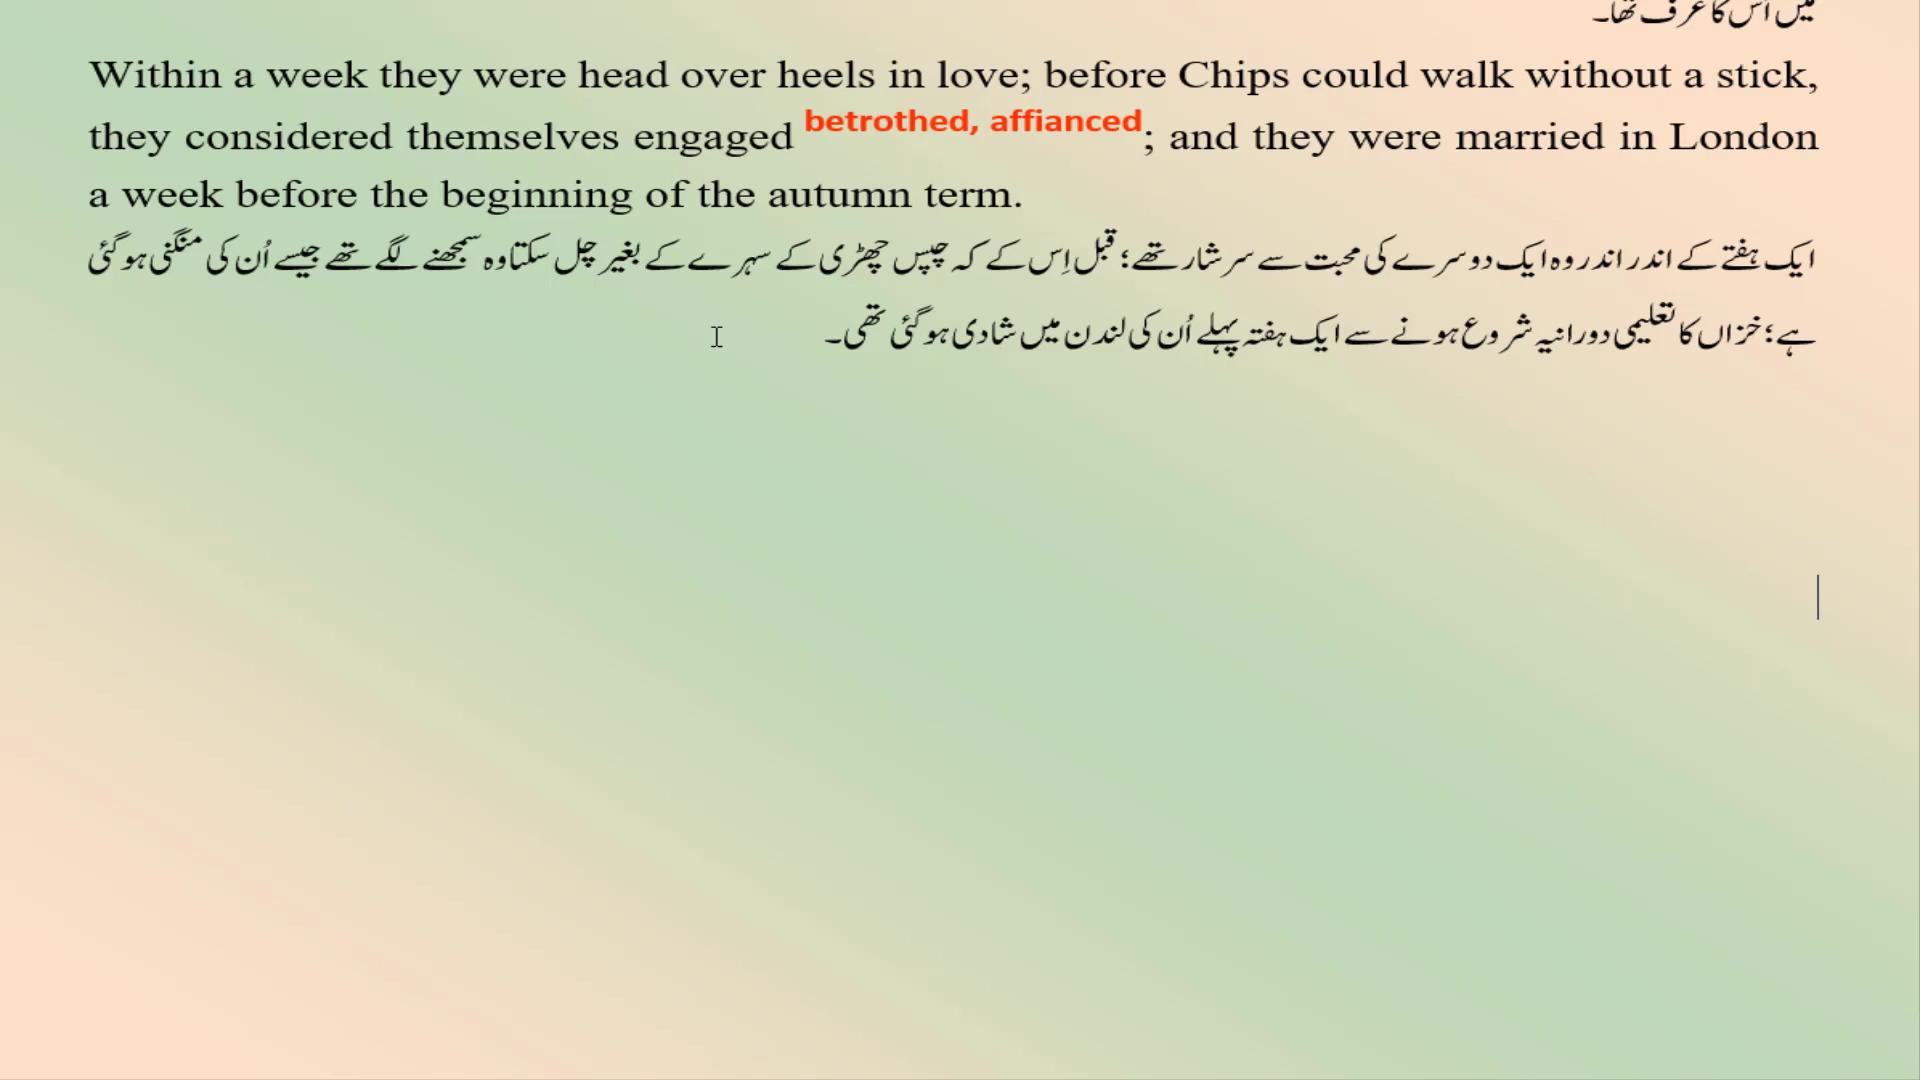 میں اُس کا عرف تھا۔
Within a week they were head over heels in love; before Chips could walk without a stick,
they considered themselves engaged betrothed, affianced; and they were married in London
a week before the beginning of the autumn term.
ایک ہفتے کے اندر اندر وہ ایک دوسرے کی محبت سے سرشار تھے؛ قبل اِس کے کہ چپس چھڑی کے سہرے کے بغیر چل سکتا وہ سمجھنے لگے تھے جیسے اُن کی منگنی ہو گئی
ہے؛ خزاں کا تعلیمی دورانیہ شروع ہونے سے ایک ہفتہ پہلے اُن کی لندن میں شادی ہو گئی تھی۔